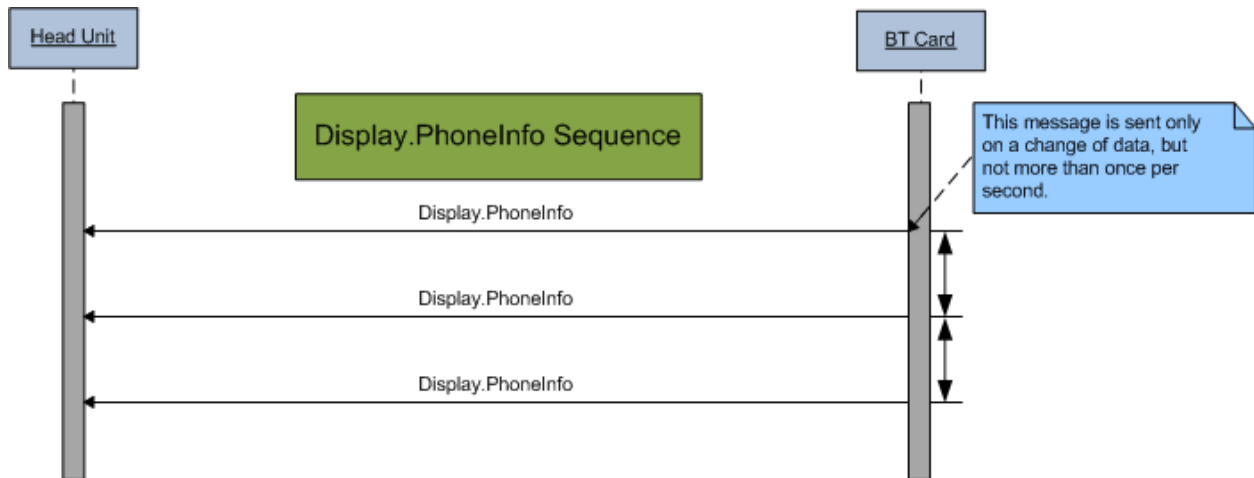 Head Unit
BT Card
Display.PhoneInfo Sequence
This message is sent only
on a change of data, but
not more than once per
second.
Display.PhoneInfo
Display.PhoneInfo
Display.PhoneInfo